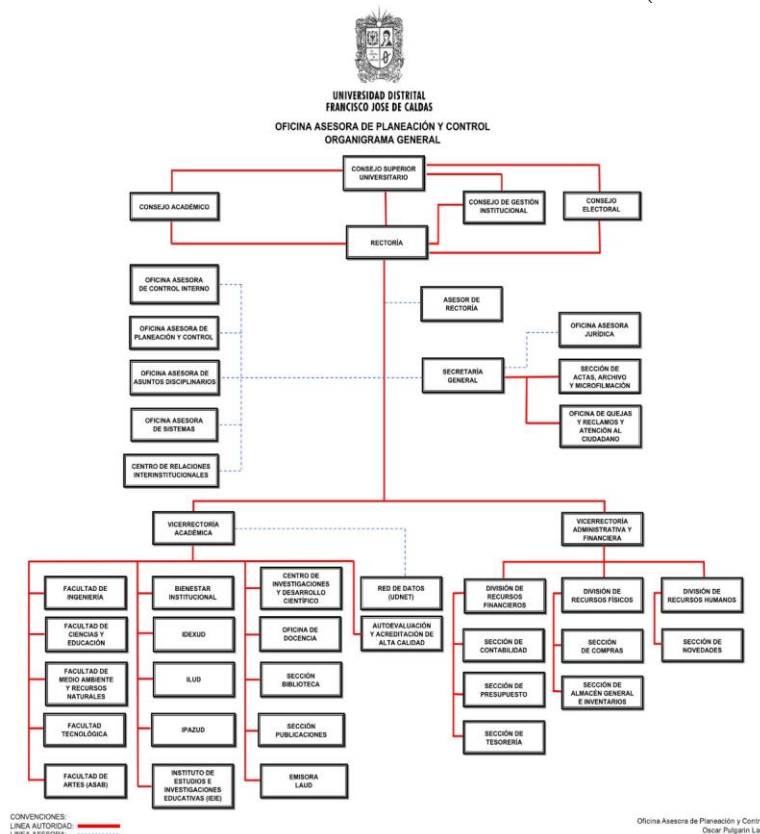 (
UNIVERSIDAD DISTRITAL
FRANCISCO JOSE DE CALDAS
OFICINA ASESORA DE PLANEACIÓN Y CONTROL
ORGANIGRAMA GENERAL
CONSEJO SUPERIOR
UNIVERSITARIO
CONSEJO ACADÉMICO
CONSEJO DE GESTIÓN
INSTITUCIONAL
CONSEJO
ELECTORAL
RECTORÍA
OFICINA ASESORA
DE CONTROL INTERNO
ASESOR DE
RECTORÍA
OFICINA ASESORA DE
PLANEACIÓN Y CONTROL
OFICINA ASESORA
JURÍDICA
OFICINA ASESORA DE
ASUNTOS DISCIPLINARIOS
SECRETARÍA
GENERAL
SECCIÓN DE
ACTAS, ARCHIVO
Y MICROFILMACIÓN
OFICINA ASESORA
DE SISTEMAS
OFICINA DE QUEJAS
Y RECLAMOS Y
ATENCIÓN AL
CIUDADANO
CENTRO DE RELACIONES
INTERINSTITUCIONALES
VICERRECTORÍA
ACADÉMICA
VICERRECTORÍA
ADMINISTRATIVA Y
FINANCIERA
FACULTAD DE
INGENIERÍA
BIENESTAR
INSTITUCIONAL
CENTRO DE
INVESTIGACIONES
Y DESARROLLO
CIENTÍFICO
RED DE DATOS
(UDNET)
DIVISIÓN DE
RECURSOS
FINANCIEROS
DIVISIÓN DE
RECURSOS FÍSICOS
DIVISIÓN DE
RECURSOS HUMANOS
FACULTAD DE
CIENCIAS Y
EDUCACIÓN
IDEXUD
OFICINA DE
DOCENCIA
AUTOEVALUACIÓN
Y ACREDITACIÓN DE
ALTA CALIDAD
SECCIÓN DE
CONTABILIDAD
SECCIÓN
DE COMPRAS
SECCIÓN DE
NOVEDADES
FACULTAD DE
MEDIO AMBIENTE
Y RECURSOS
NATURALES
ILUD
SECCIÓN
BIBLIOTECA
SECCIÓN DE
PRESUPUESTO
SECCIÓN DE
ALMACÉN GENERAL
E INVENTARIOS
FACULTAD
TECNOLÓGICA
IPAZUD
SECCIÓN
PUBLICACIONES
SECCIÓN DE
TESORERÍA
FACULTAD DE
ARTES (ASAB)
INSTITUTO DE
ESTUDIOS E
INVESTIGACIONES
EDUCATIVAS (IEIE)
EMISORA
LAUD
CONVENCIONES:
LINEA AUTORIDAD:
LINEA ASESORA:
Oficina Asesora de Planeación y Contr
Oscar Pulgarin La